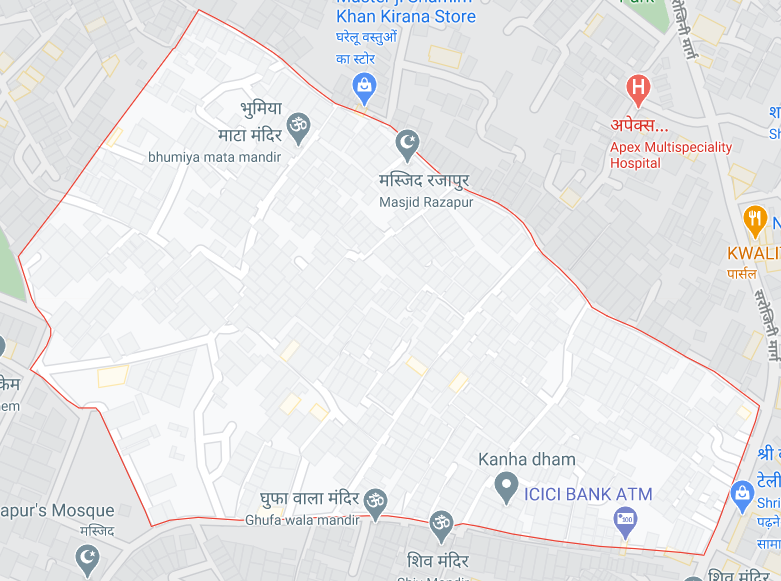 Master ji Shamim
Khan Kirana Store
घरेलू वस्तुओं
का स्टोर
Park
सरोजिनी मार्ग
भुमिया
माटा मंदिर
bhumiya mata mandir
मस्जिद रजापुर
Masjid Razapur
H
अपेक्स...
Apex Multispeciality
Hospital
श
Sh
N
KWALI
पार्सल
सरोजिनी मार्ग
केम
em
Kanha dham
ICICI BANK ATM
श्री
टेली
Shri
पढ़ने
सामा
घुफा वाला मंदिर
Ghufa wala mandir
apur's Mosque
मस्जिद
शिव मंदिर
Shiv Mandir
शिव मंदिर